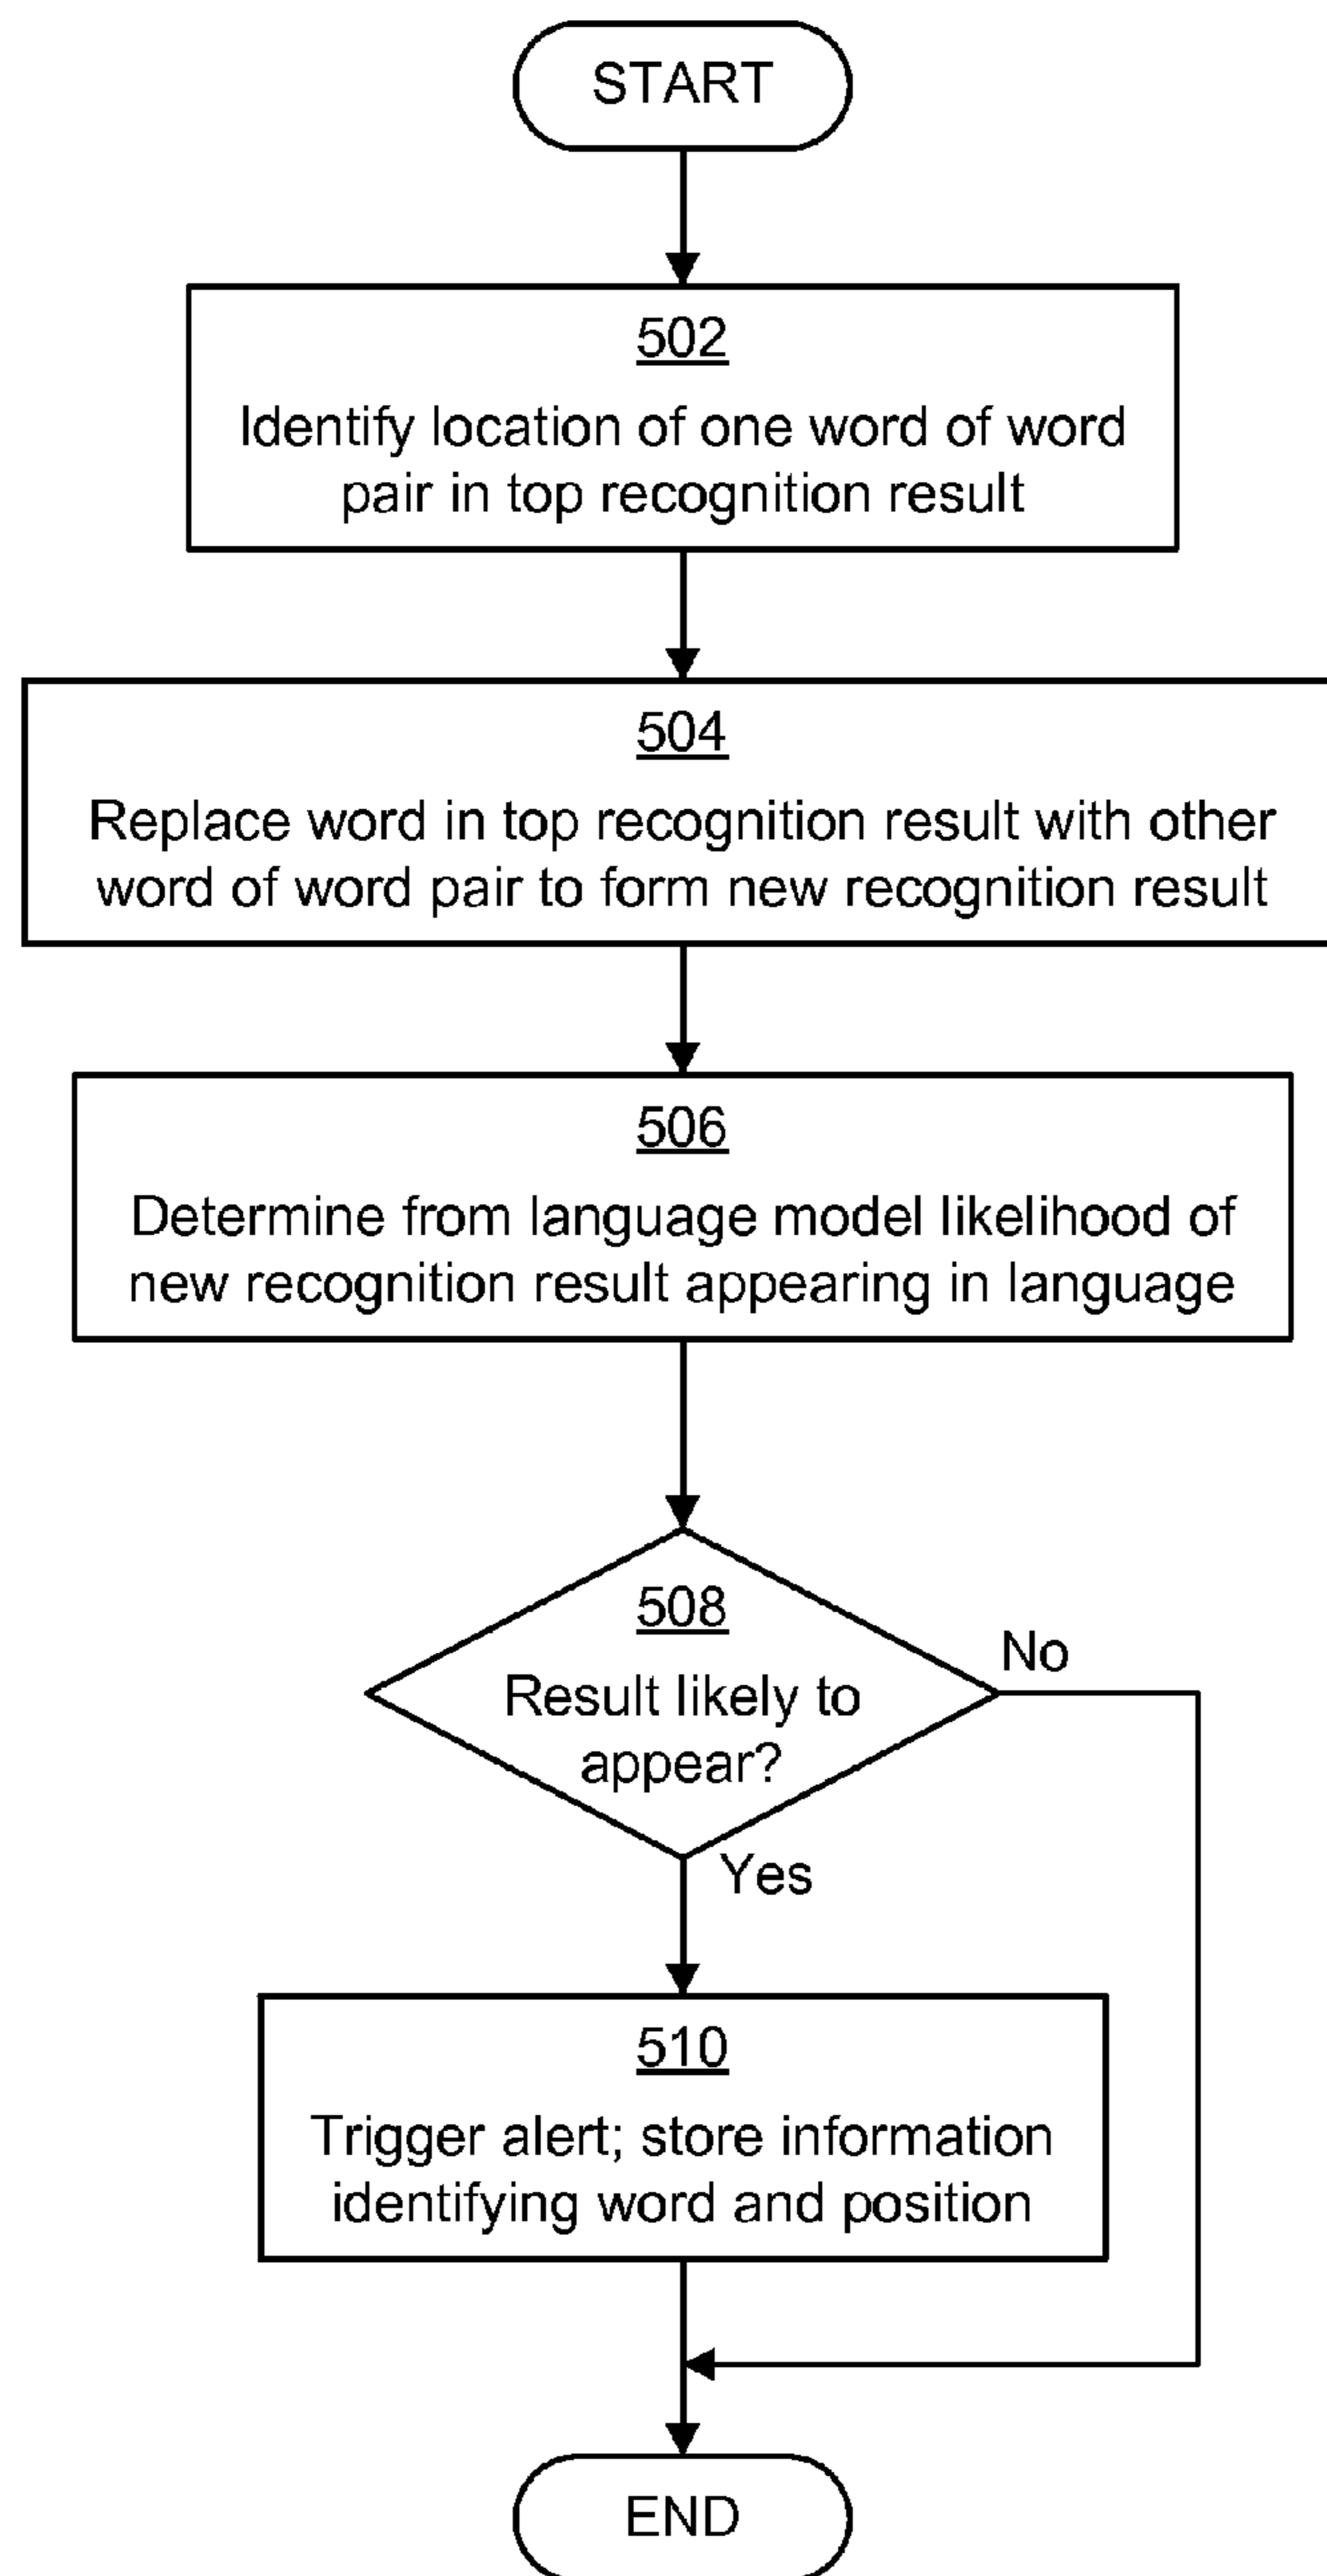 START
502
Identify location of one word of word
pair in top recognition result
504
Replace word in top recognition result with other
word of word pair to form new recognition result
506
Determine from language model likelihood of
new recognition result appearing in language
508
Result likely to
appear?
No
Yes
510
Trigger alert; store information
identifying word and position
END